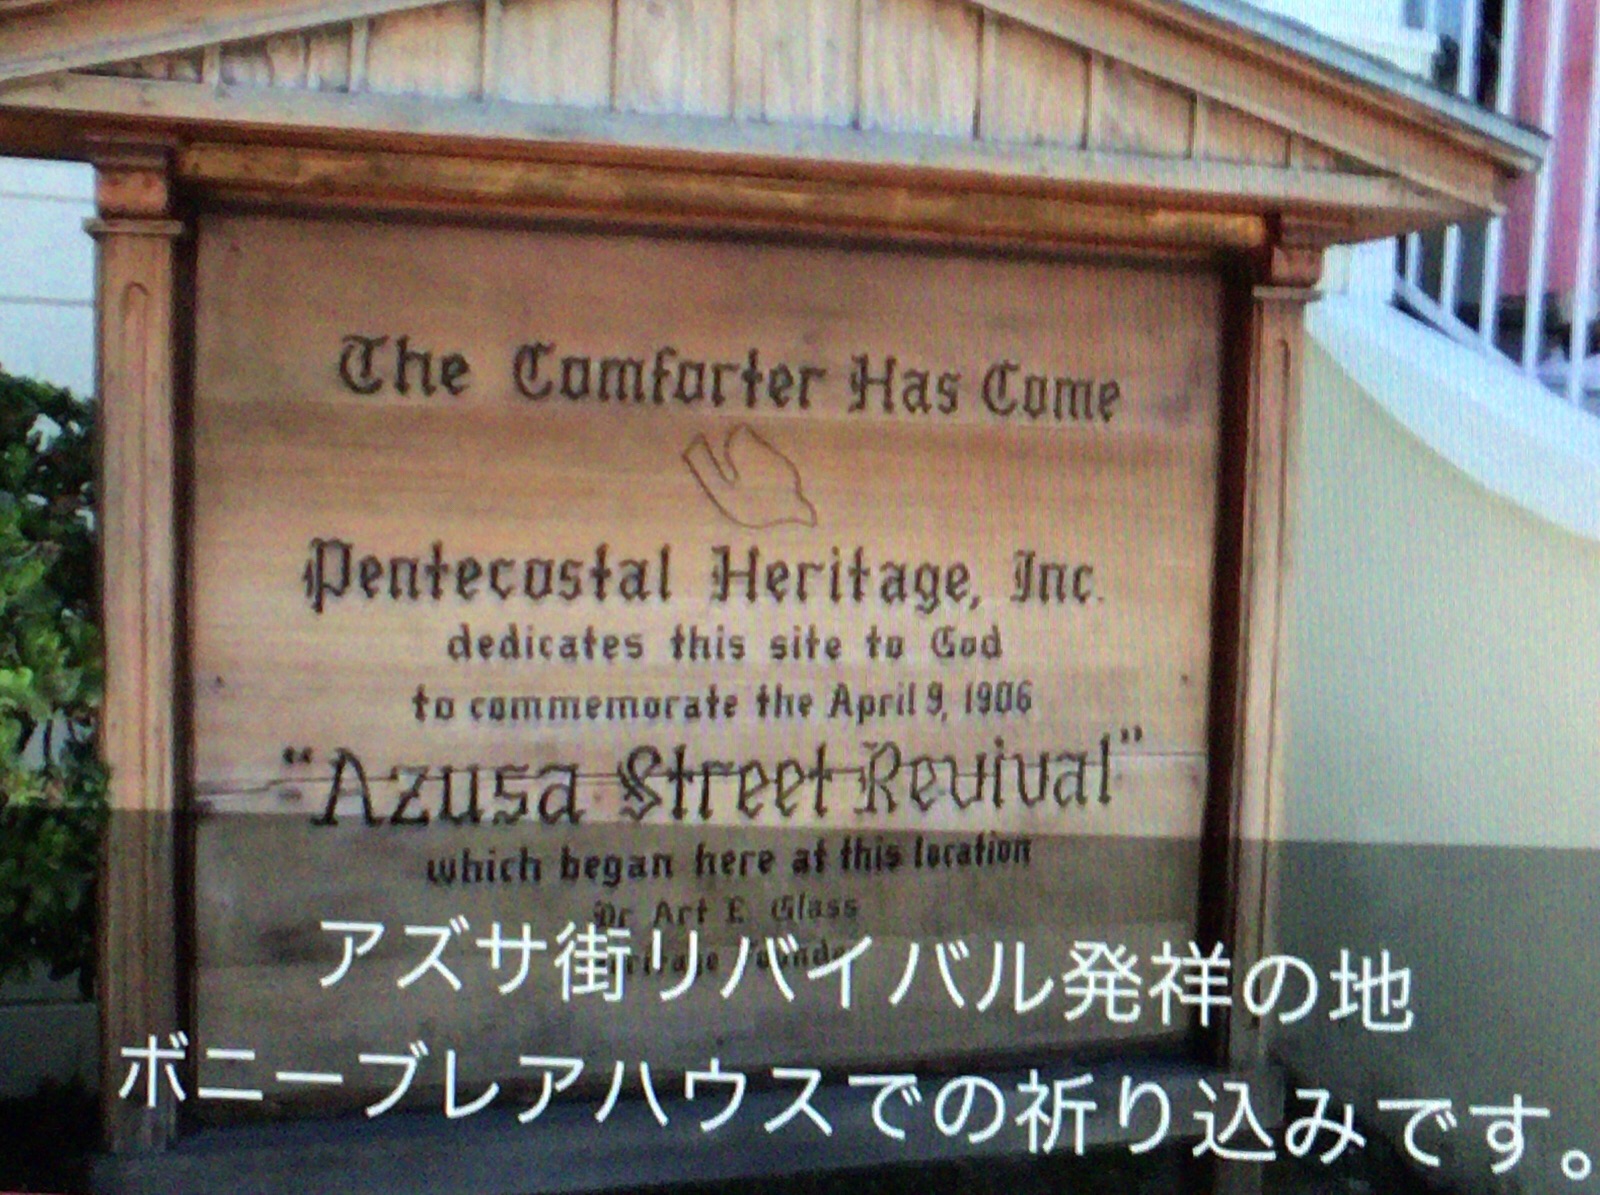 The Comforter Has Come
Pentecostal Heritage, Inc.
dedicates this site to God
to commemorate the April 9, 1906
"Azusa Street Revival"
which began here at this location
Dr Art E Glass
アズサ街リバイバル発祥の地
ボニーブレアハウスでの祈り込みです。